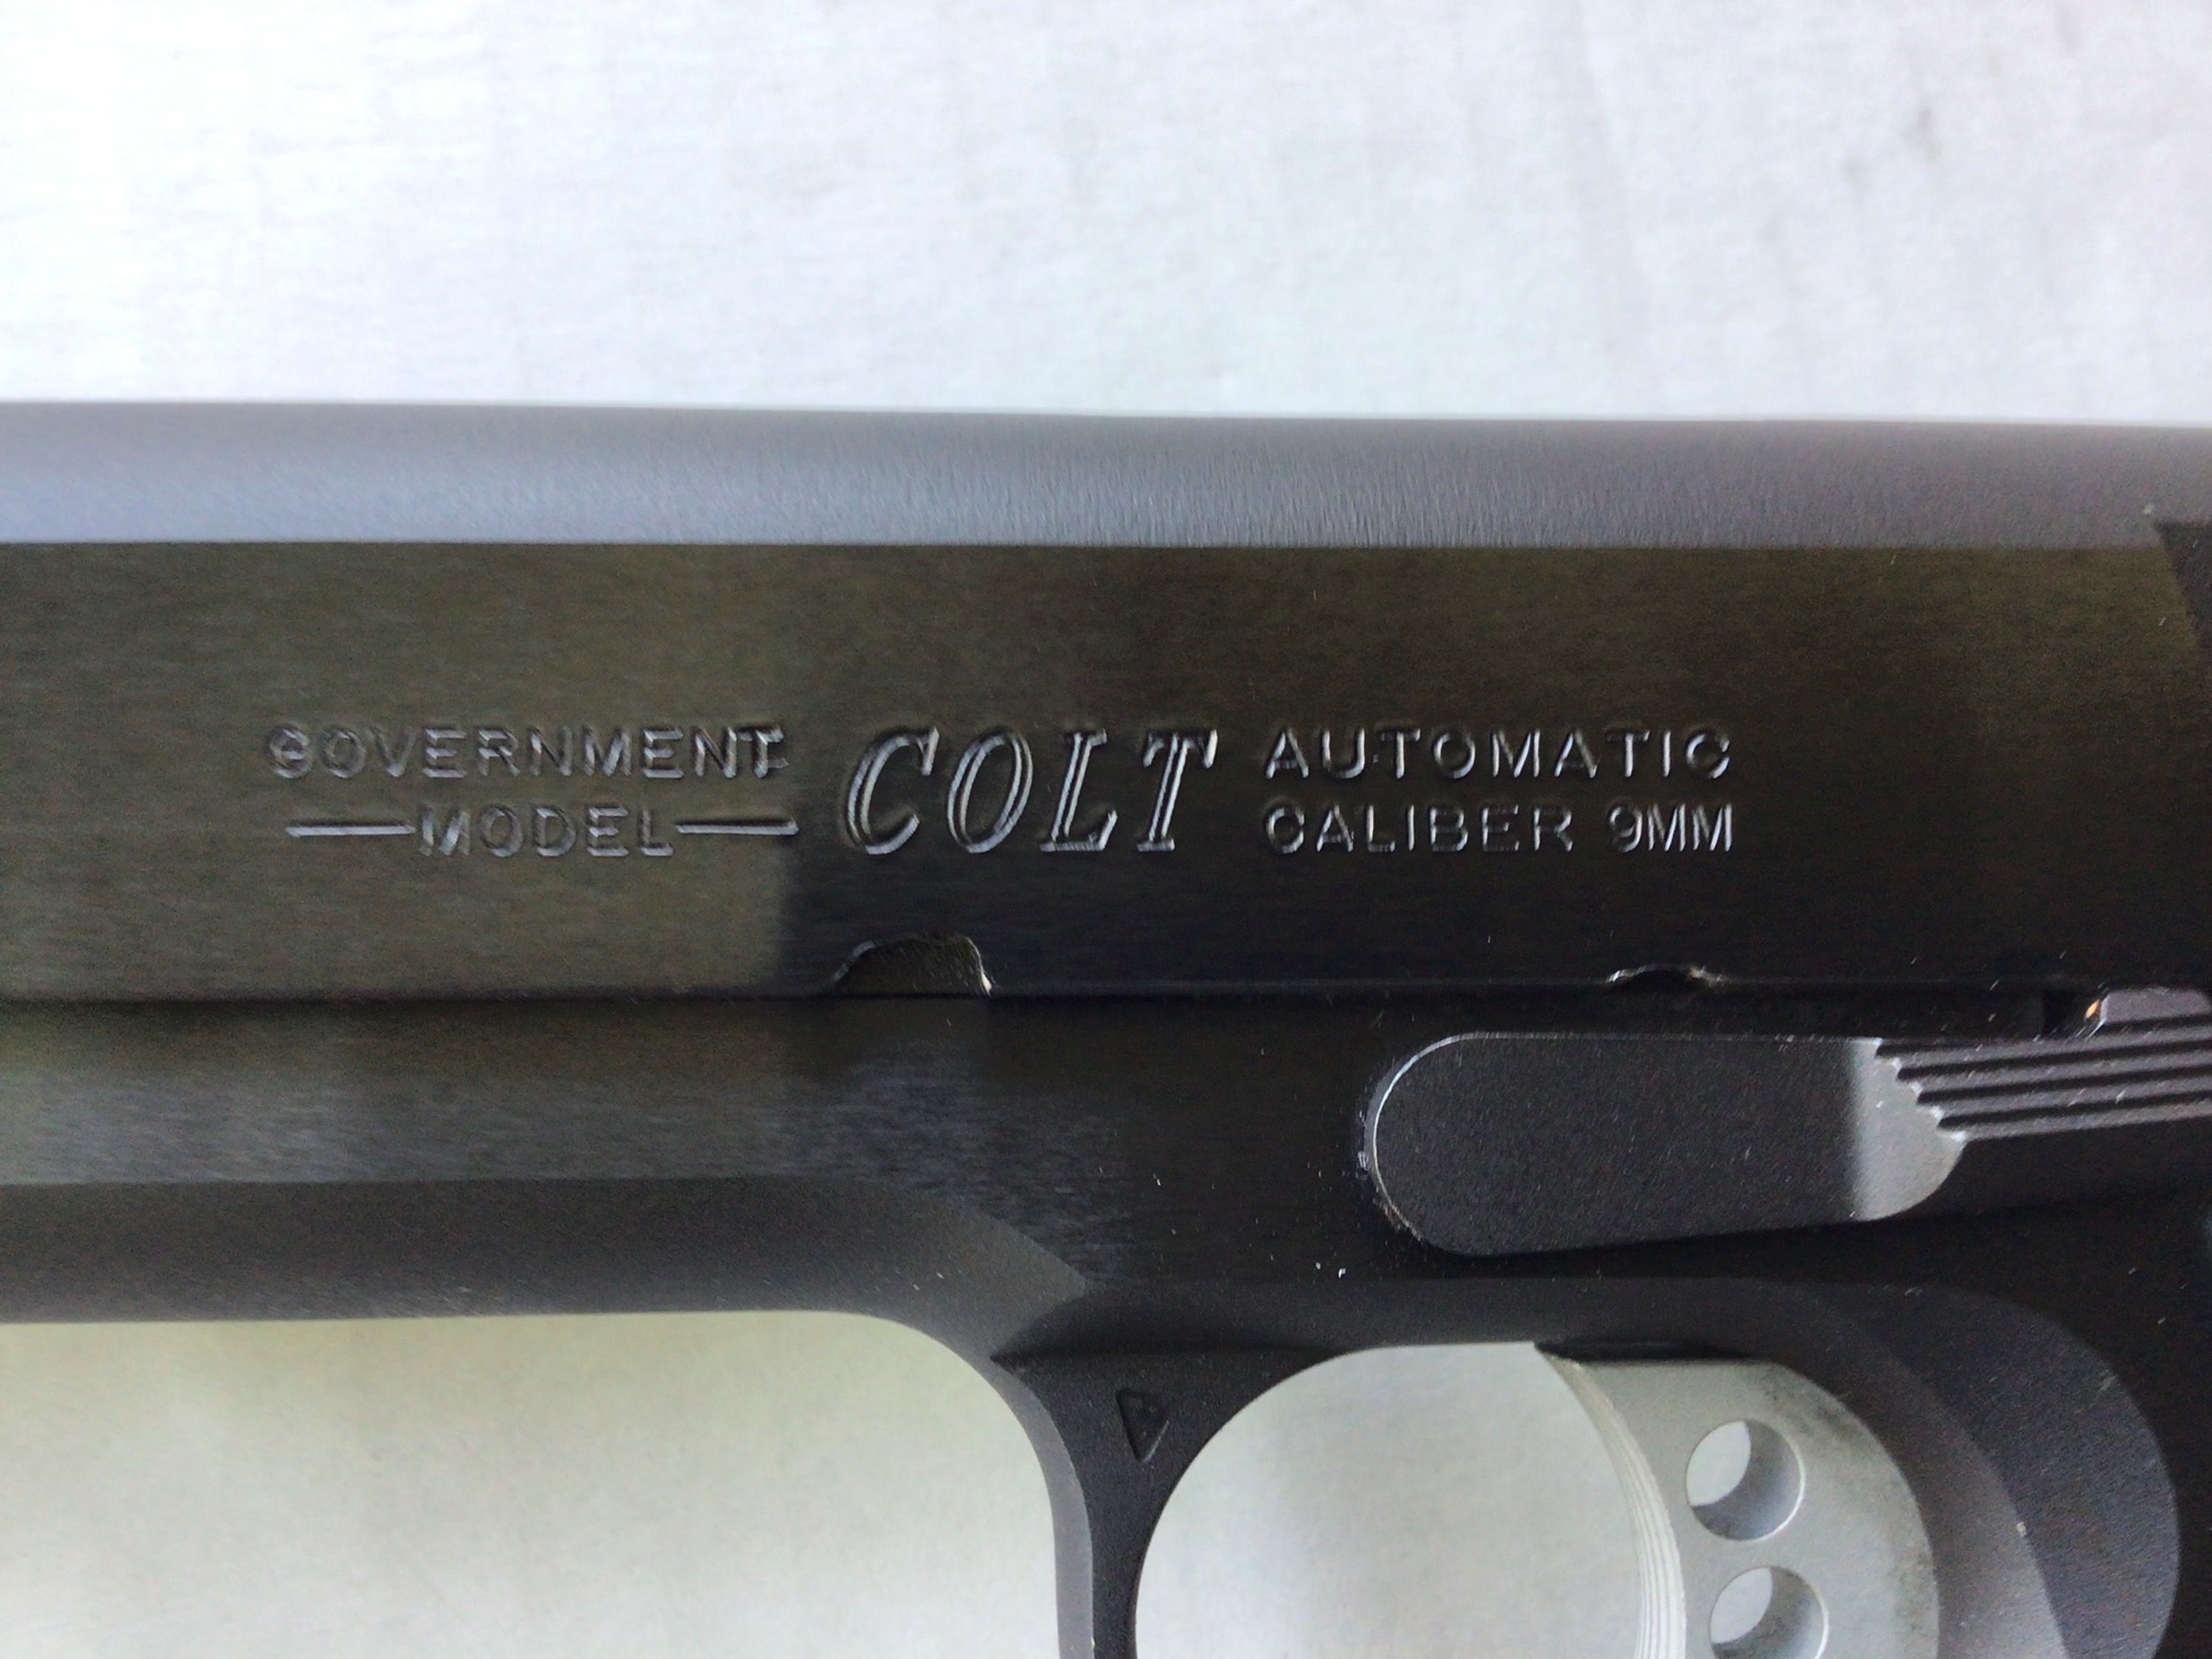 GOVERNMENT
—MODEL—
COLT
AUTOMATIC
CALIBER 9MM